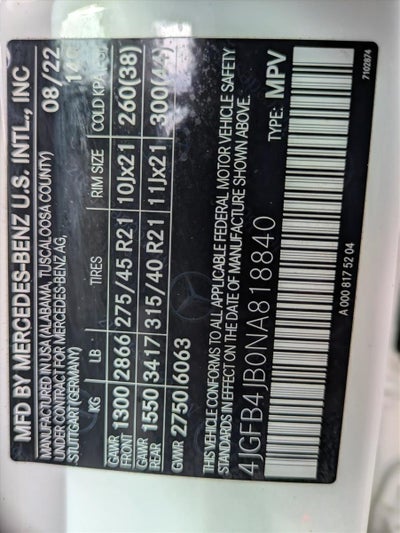 MFD BY MERCEDES-BENZ U.S. INTL., INC
MANUFACTURED IN USA (ALABAMA, TUSCALOOSA COUNTY) 08/22
UNDER CONTRACT FOR MERCEDES-BENZ AG,
STUTTGART (GERMANY)
KG LB TIRES RIM SIZE COLD KPA
GAWR FRONT 1300 2866 275/45 R21 10Jx21 260(38)
GAWR REAR 1550 3417 315/40 R21 11Jx21 300(44)
GVWR 2750 6063
THIS VEHICLE CONFORMS TO ALL APPLICABLE FEDERAL MOTOR VEHICLE SAFETY
STANDARDS IN EFFECT ON THE DATE OF MANUFACTURE SHOWN ABOVE.
4JGFB4JB0NA818840 TYPE: MPV
A 000 817 52 04 7102874